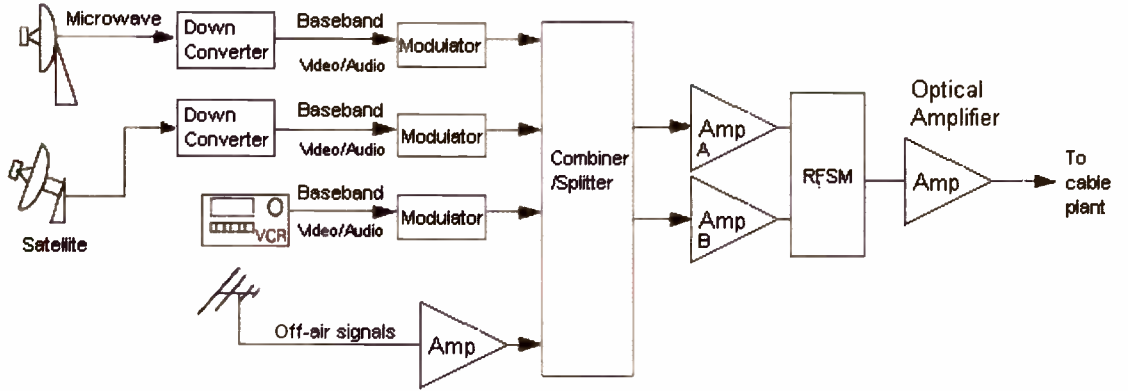 Microwave
Down
Converter
Baseband
Video/Audio
Modulator
Down
Converter
Baseband
Video/Audio
Modulator
Satellite
VCR
Baseband
Video/Audio
Modulator
Off-air signals
Amp
Combiner
/Splitter
Amp
A
Amp
B
RFSM
Optical
Amplifier
Amp
To
cable
plant